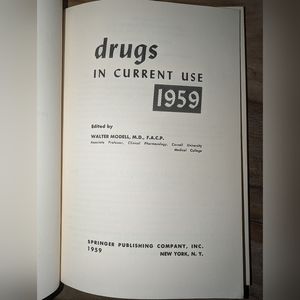 drugs
IN CURRENT USE
1959
Edited by
WALTER MODELL, M.D., F.A.C.P.
Associate Professor, Clinical Pharmacology, Cornell University
Medical College
SPRINGER PUBLISHING COMPANY, INC.
1959 NEW YORK, N. Y.